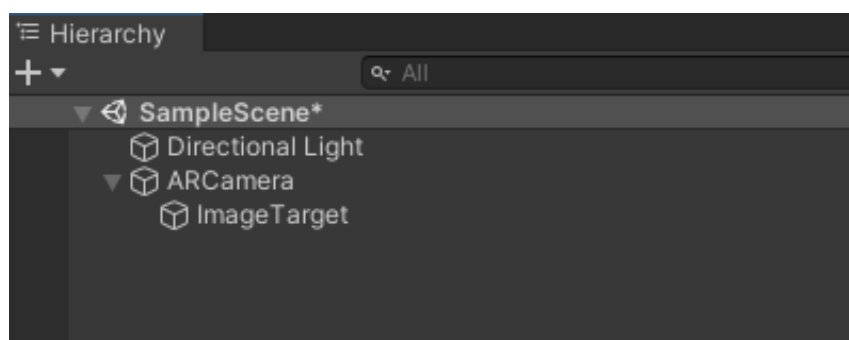 Hierarchy
All
SampleScene*
Directional Light
ARCamera
ImageTarget